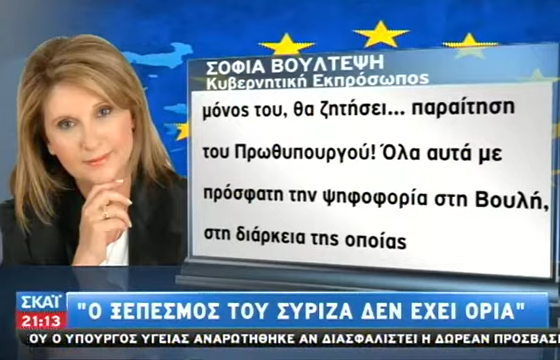 ΣΟΦΙΑ ΒΟΥΛΤΕΨΗ
Κυβερνητική Εκπρόσωπος
μόνος του, θα ζητήσει... παραίτηση
του Πρωθυπουργού! Όλα αυτά με
πρόσφατη την ψηφοφορία στη Βουλή,
στη διάρκεια της οποίας
ΣΚΑΪ
"Ο ΞΕΠΕΣΜΟΣ ΤΟΥ ΣΥΡΙΖΑ ΔΕΝ ΕΧΕΙ ΟΡΙΑ"
21:13
ΟΥ Ο ΥΠΟΥΡΓΟΣ ΥΓΕΙΑΣ ΑΝΑΡΩΤΗΘΗΚΕ ΑΝ ΔΙΑΣΦΑΛΙΣΤΕΙ Η ΔΩΡΕΑΝ ΠΡΟΣΒΑΣ